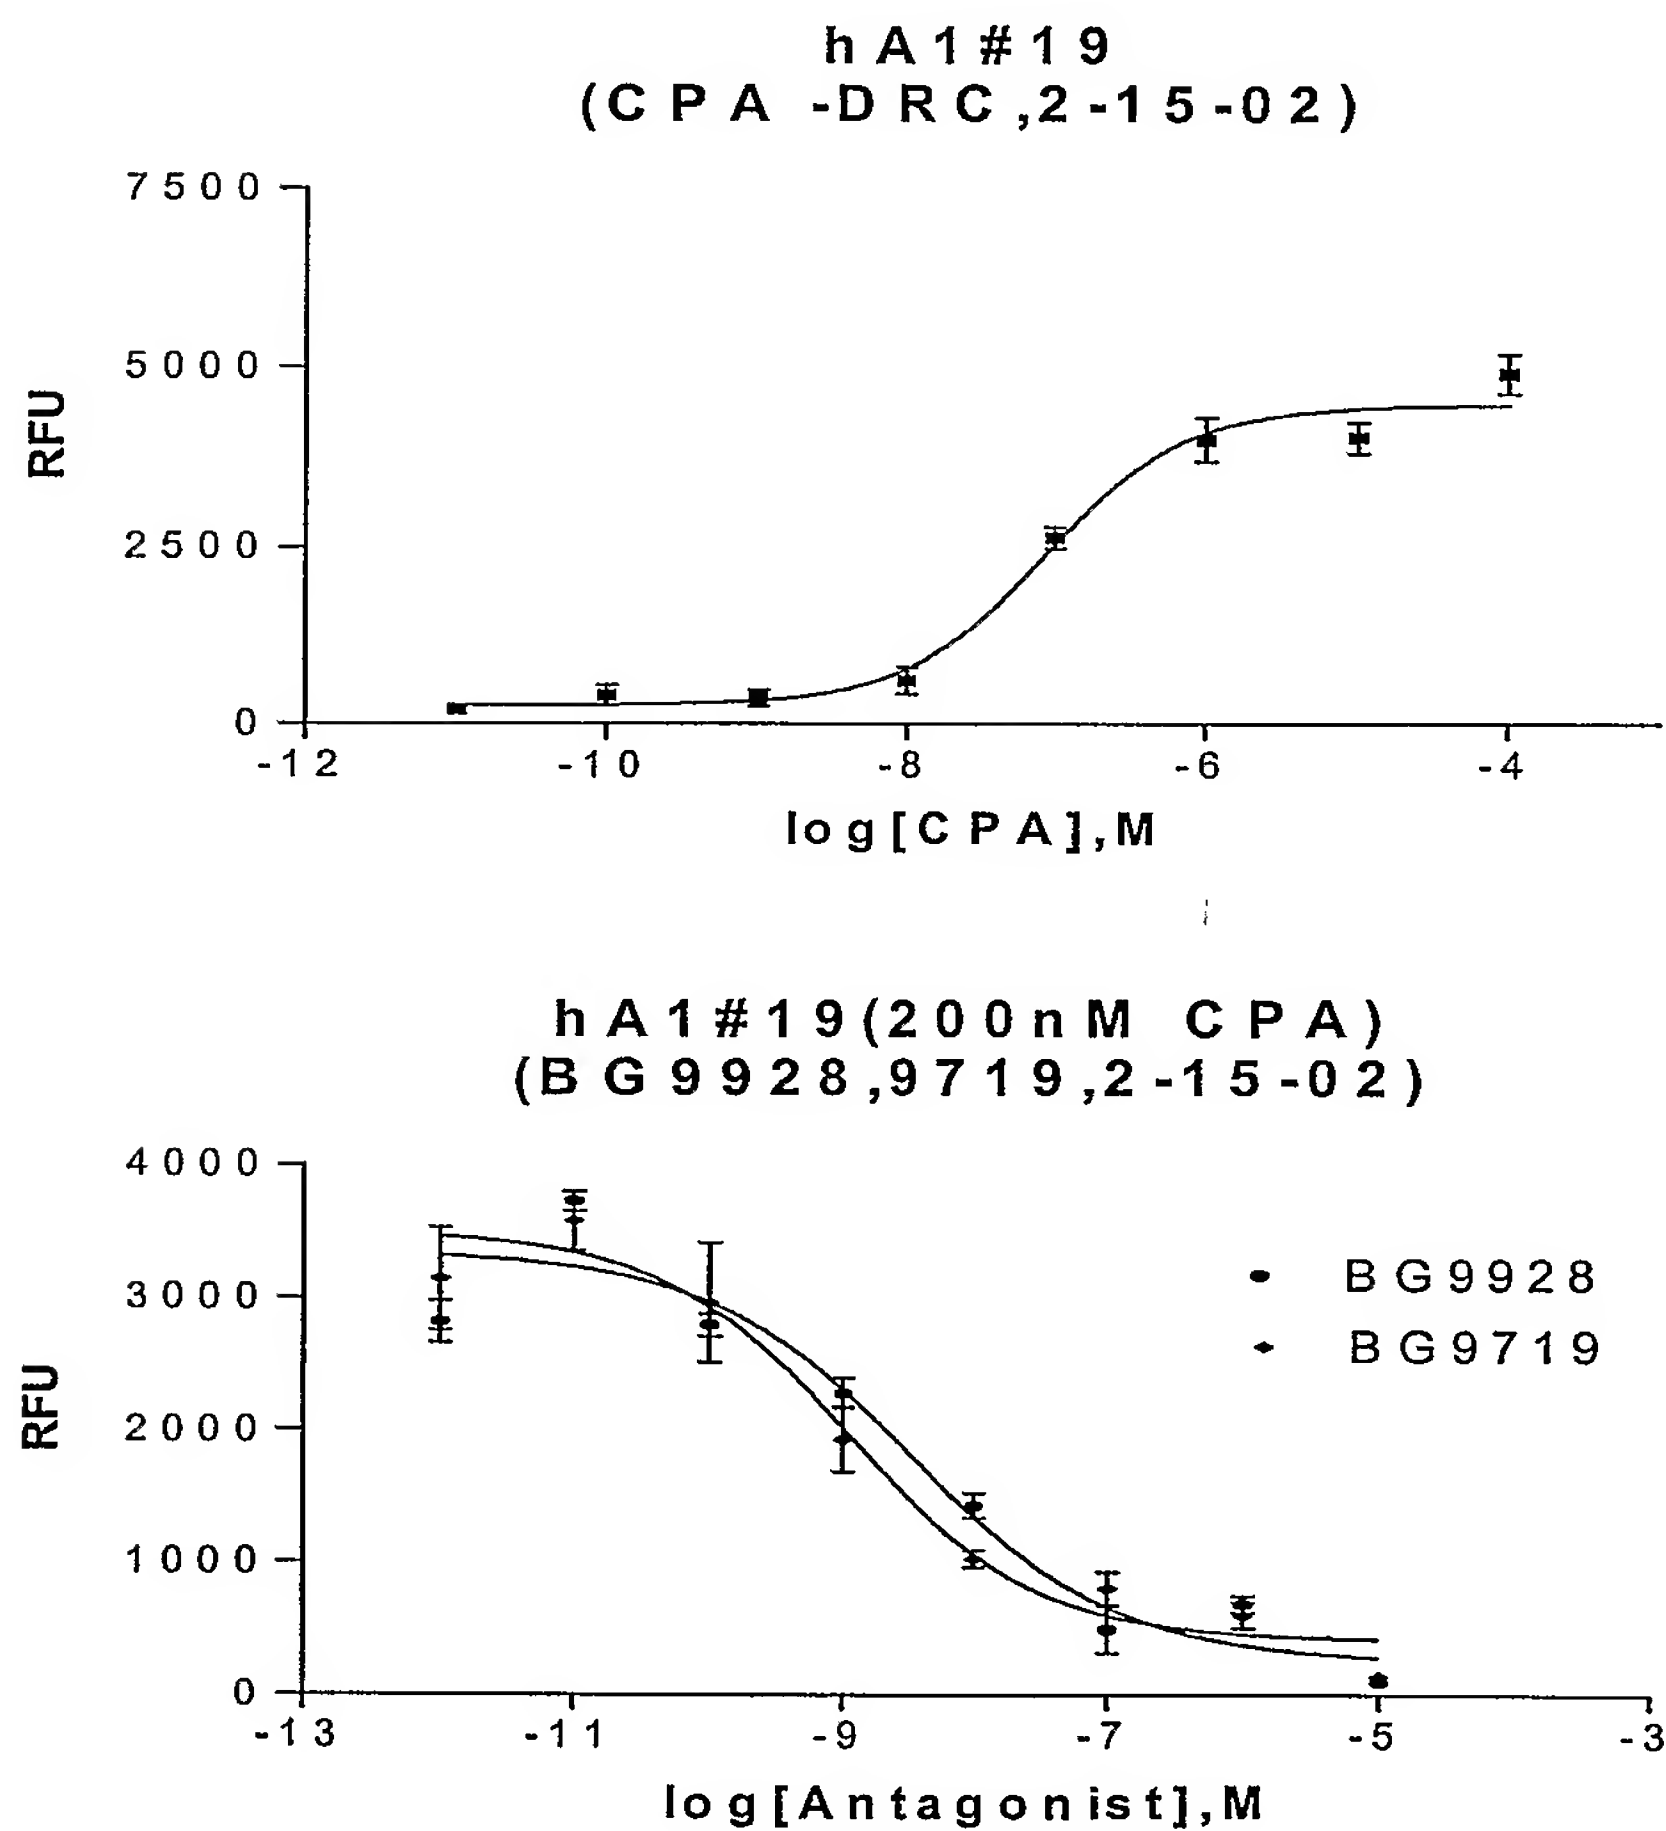 hA1#19
(CPA-DRC,2-15-02)
7500
5000
2500
0
RFU
-12
-10
-8
-6
-4
log[CPA],M
hA1#19(200nM CPA)
(BG9928,9719,2-15-02)
4000
3000
2000
1000
0
RFU
BG9928
BG9719
-13
-11
-9
-7
-5
-3
log[Antagonist],M